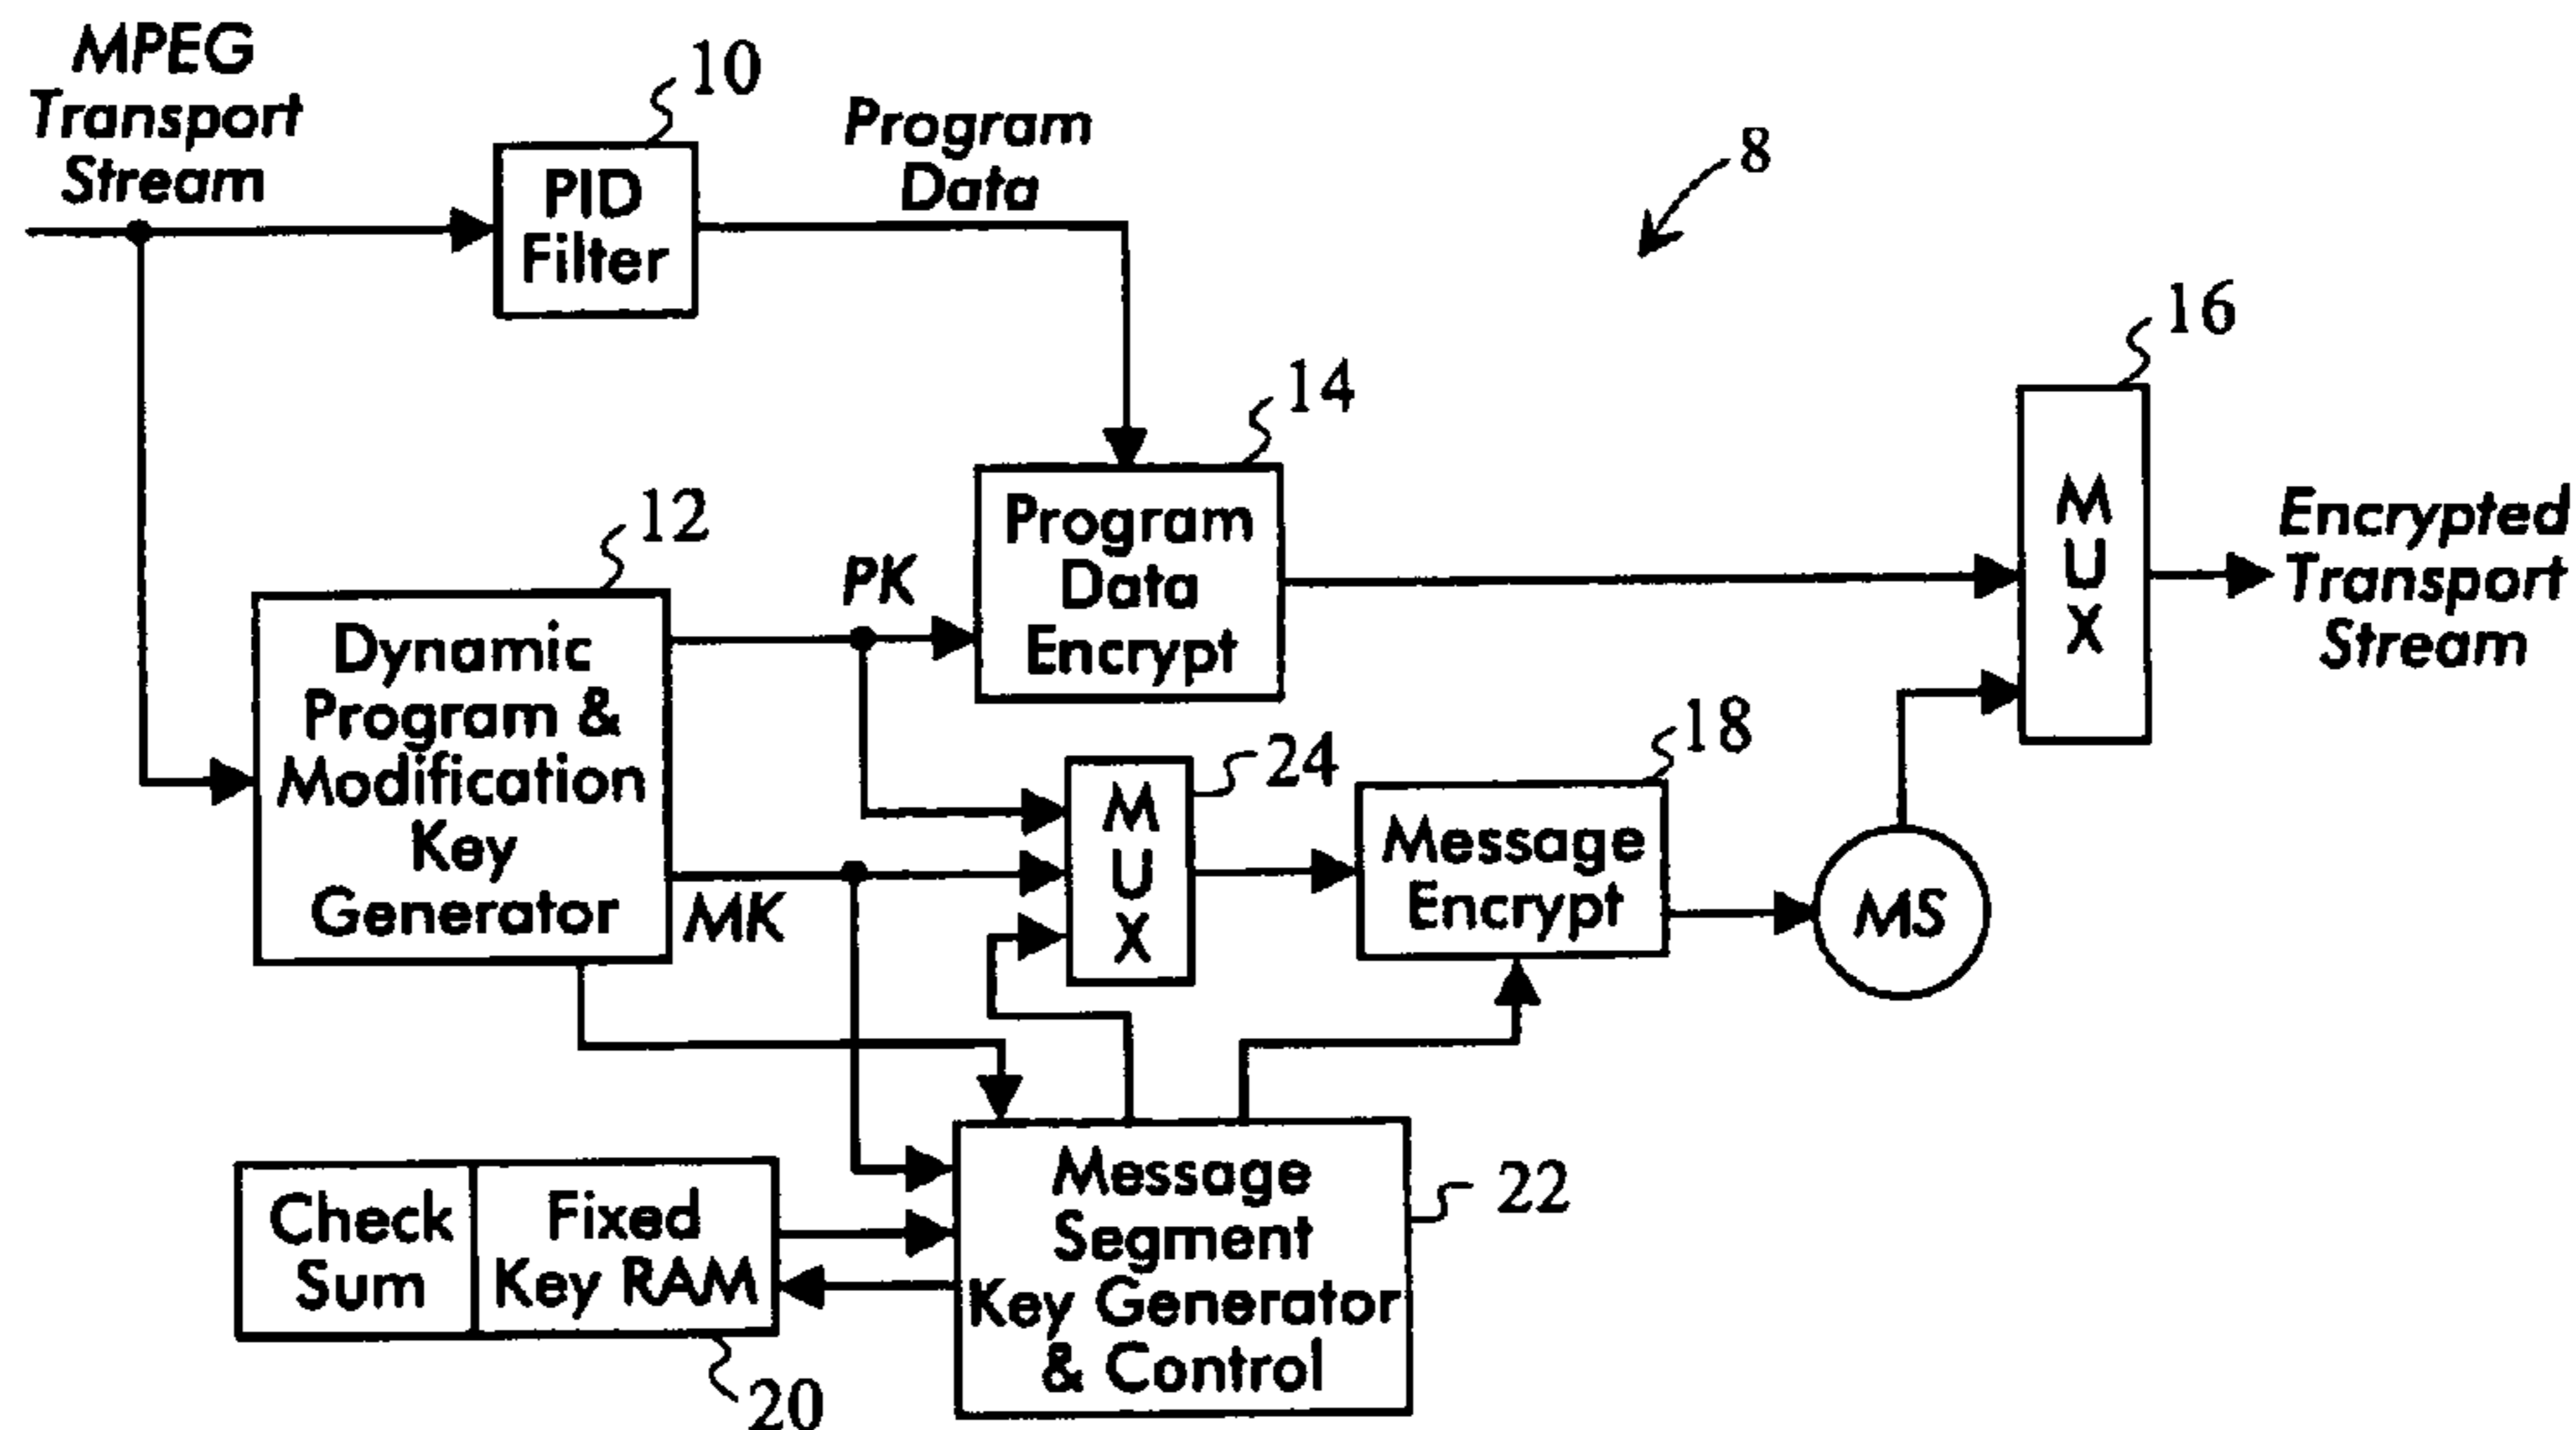 MPEG
Transport
Stream
10
PID
Filter
Program
Data
8
16
14
12
PK
Program
Data
Encrypt
M
U
X
Encrypted
Transport
Stream
Dynamic
Program &
Modification
Key
Generator
MK
24
M
U
X
18
Message
Encrypt
MS
Check
Sum
Fixed
Key RAM
20
Message
Segment
Key Generator
& Control
22